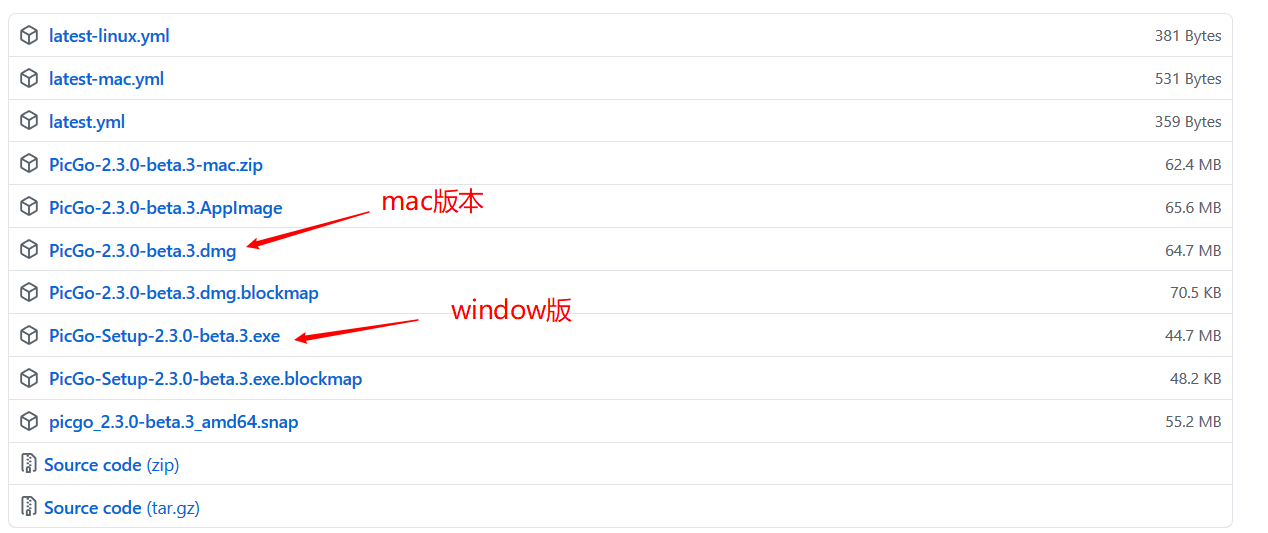 latest-linux.yml 381 Bytes
latest-mac.yml 531 Bytes
latest.yml 359 Bytes
PicGo-2.3.0-beta.3-mac.zip 62.4 MB
mac版本
PicGo-2.3.0-beta.3.AppImage 65.6 MB
PicGo-2.3.0-beta.3.dmg 64.7 MB
PicGo-2.3.0-beta.3.dmg.blockmap 70.5 KB
window版
PicGo-Setup-2.3.0-beta.3.exe 44.7 MB
PicGo-Setup-2.3.0-beta.3.exe.blockmap 48.2 KB
picgo_2.3.0-beta.3_amd64.snap 55.2 MB
Source code (zip)
Source code (tar.gz)